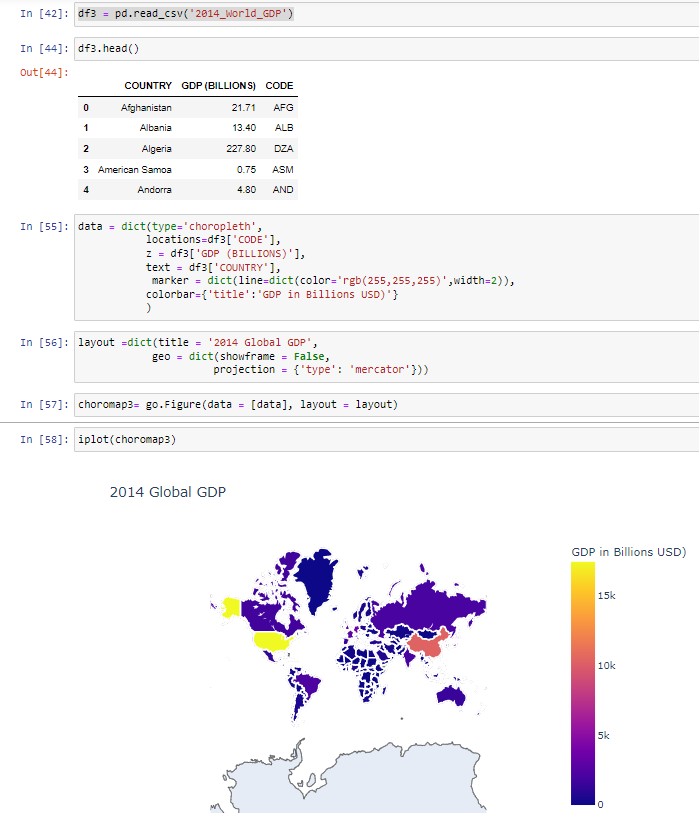 In [42]: df3 = pd.read_csv('2014_World_GDP')
In [44]: df3.head()
Out[44]:
COUNTRY GDP (BILLIONS) CODE
0 Afghanistan 21.71 AFG
1 Albania 13.40 ALB
2 Algeria 227.80 DZA
3 American Samoa 0.75 ASM
4 Andorra 4.80 AND
In [55]: data = dict(type='choropleth',
locations=df3['CODE'],
z = df3['GDP (BILLIONS)'],
text = df3['COUNTRY'],
marker = dict(line=dict(color='rgb(255,255,255)',width=2)),
colorbar={'title':'GDP in Billions USD)'}
)
In [56]: layout =dict(title = '2014 Global GDP',
geo = dict(showframe = False,
projection = {'type': 'mercator'}))
In [57]: choromap3= go.Figure(data = [data], layout = layout)
In [58]: iplot(choromap3)
2014 Global GDP
GDP in Billions USD)
15k
10k
5k
0